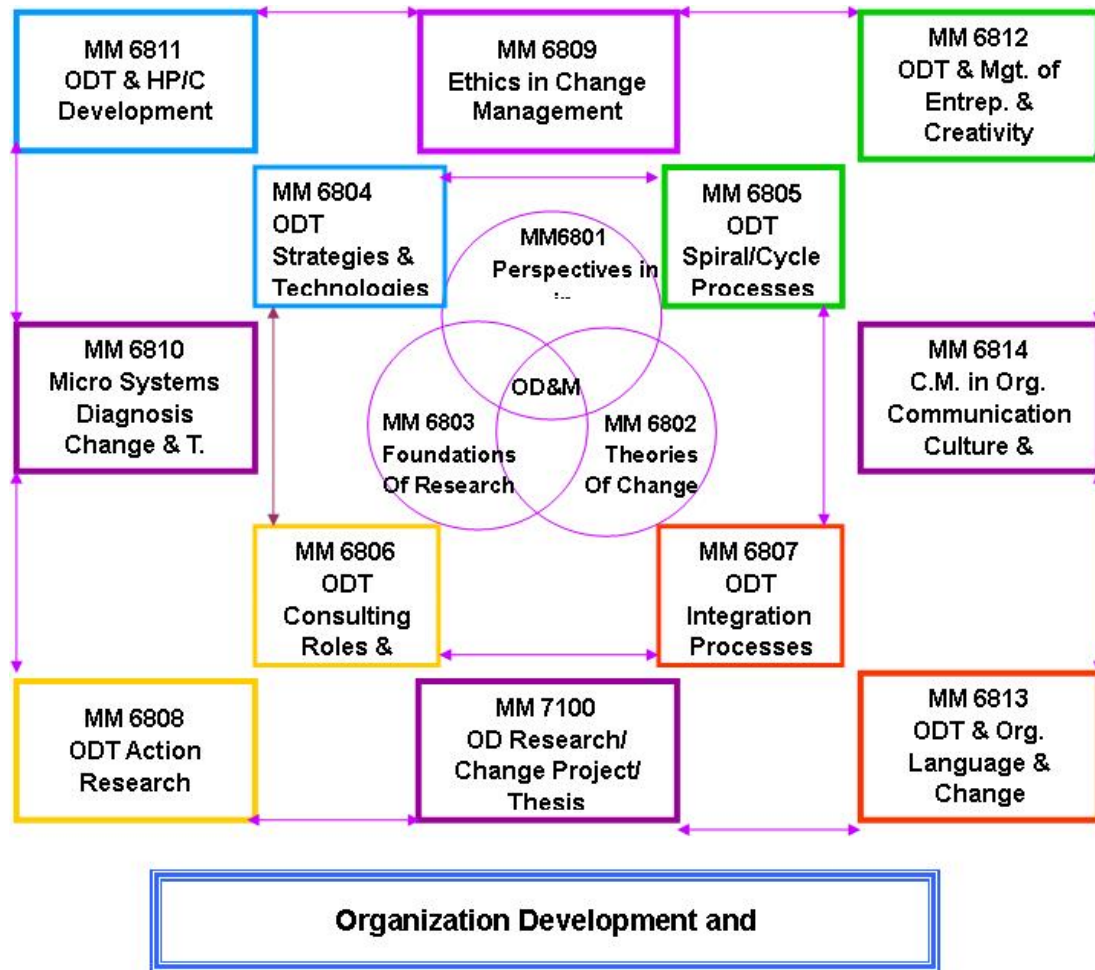 MM 6811
ODT & HP/C
Development
MM 6809
Ethics in Change
Management
MM 6812
ODT & Mgt. of
Entrep. &
Creativity
MM 6804
ODT
Strategies &
Technologies
MM6801
Perspectives in
MM 6805
ODT
Spiral/Cycle
Processes
MM 6810
Micro Systems
Diagnosis
Change & T.
OD&M
MM 6803
Foundations
Of Research
MM 6802
Theories
Of Change
MM 6814
C.M. in Org.
Communication
Culture &
MM 6806
ODT
Consulting
Roles &
MM 6807
ODT
Integration
Processes
MM 6808
ODT Action
Research
MM 7100
OD Research/
Change Project/
Thesis
MM 6813
ODT & Org.
Language &
Change
Organization Development and